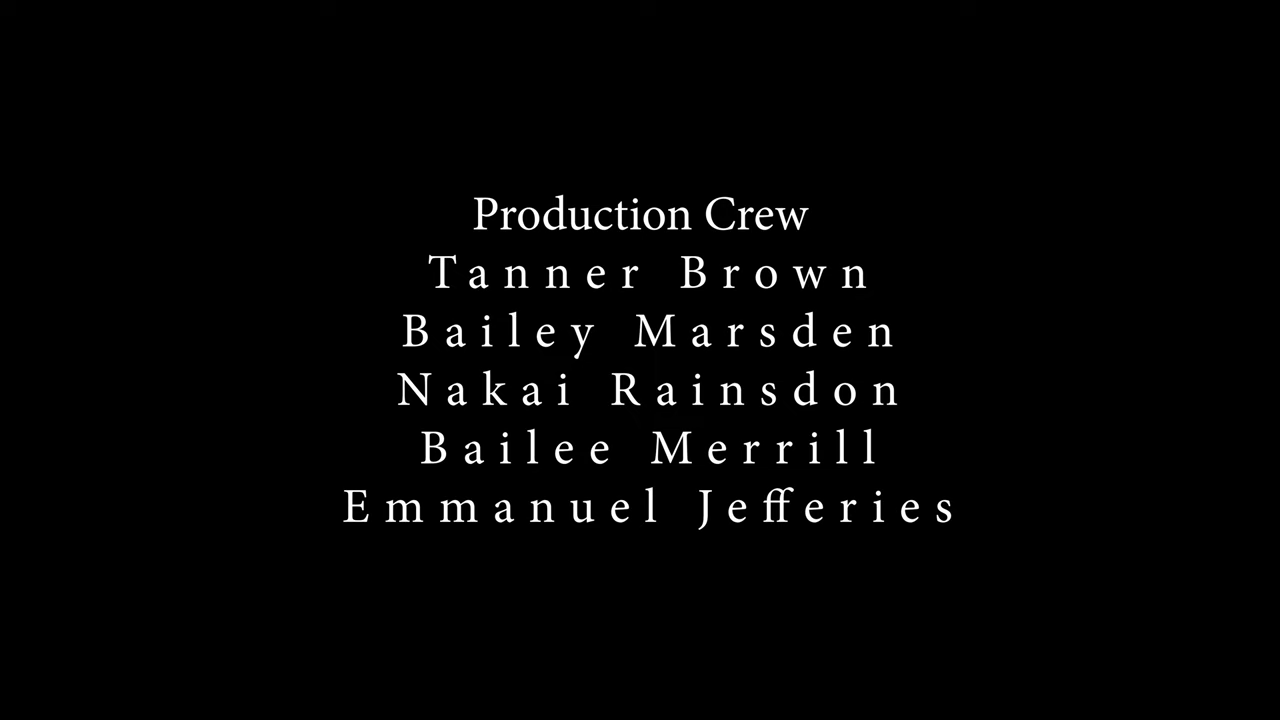 Production Crew
Tanner Brown
Bailey Marsden
Nakai Rainsdon
Bailee Merrill
Emmanuel Jefferies